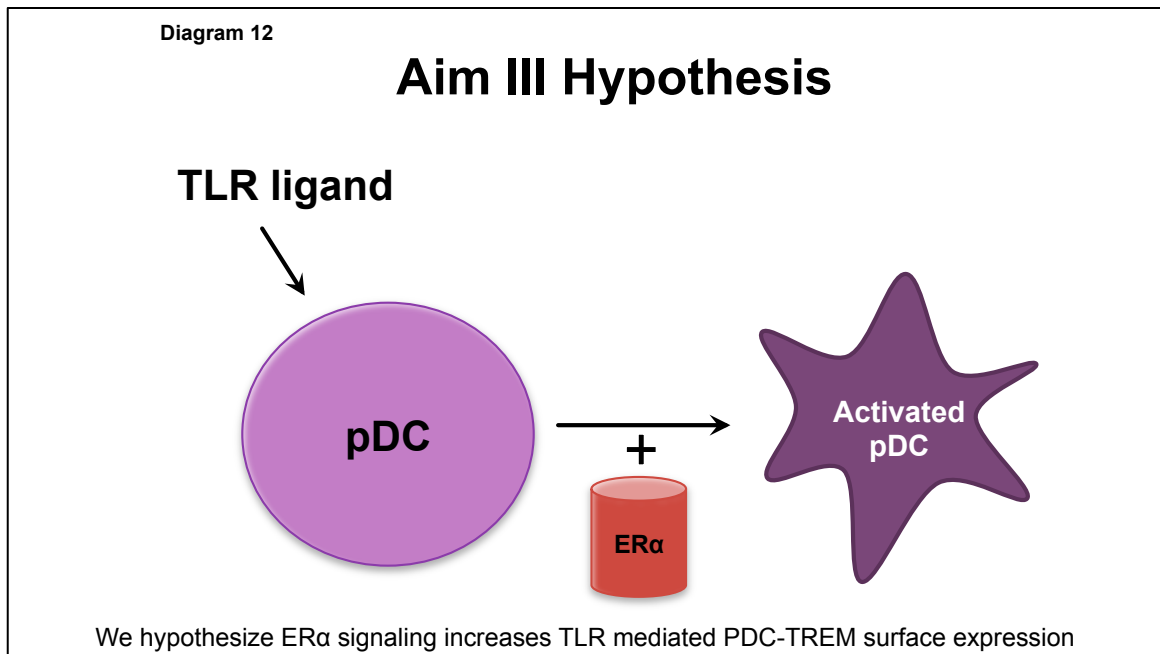 Diagram 12
Aim III Hypothesis
TLR ligand
pDC
+
ERα
Activated
pDC
We hypothesize ERα signaling increases TLR mediated PDC-TREM surface expression